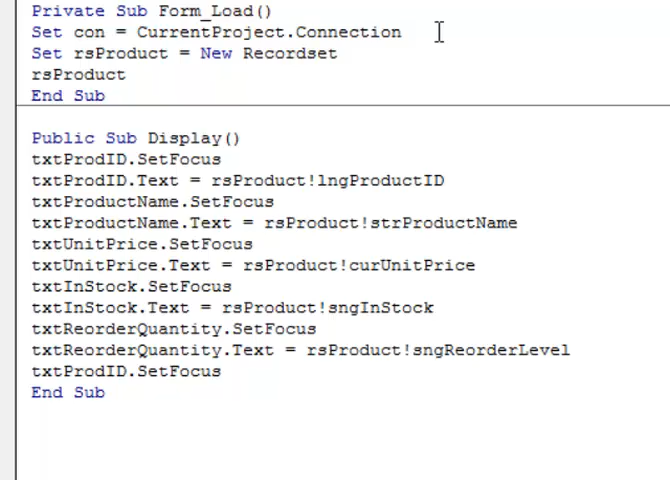 Private Sub Form_Load()
Set con = CurrentProject.Connection
Set rsProduct = New Recordset
rsProduct
End Sub
Public Sub Display()
txtProdID.SetFocus
txtProdID.Text = rsProduct!lngProductID
txtProductName.SetFocus
txtProductName.Text = rsProduct!strProductName
txtUnitPrice.SetFocus
txtUnitPrice.Text = rsProduct!curUnitPrice
txtInStock.SetFocus
txtInStock.Text = rsProduct!sngInStock
txtReorderQuantity.SetFocus
txtReorderQuantity.Text = rsProduct!sngReorderLevel
txtProdID.SetFocus
End Sub